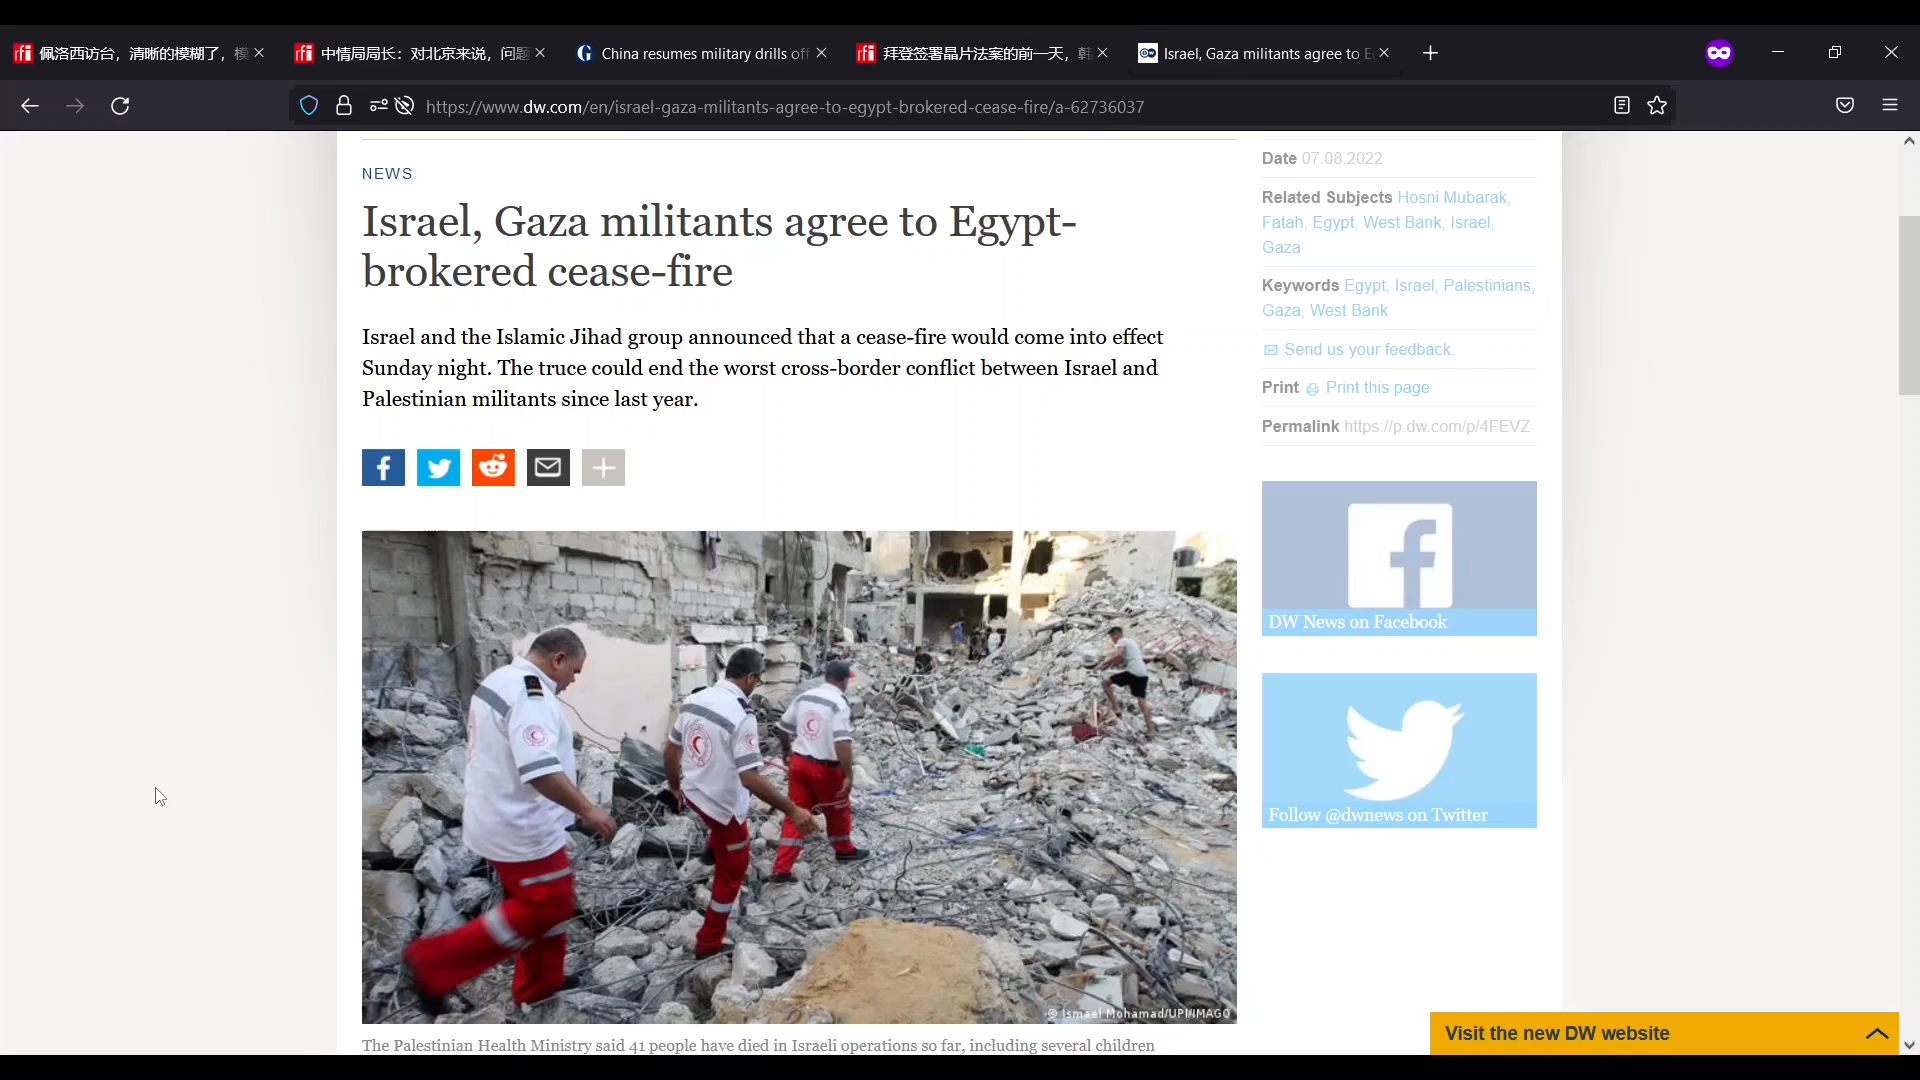 佩洛西访台，清晰的模糊了，模
中情局局长：对北京来说，问题
China resumes military drills off
拜登签署晶片法案的前一天，韩
Israel, Gaza militants agree to E
https://www.dw.com/en/israel-gaza-militants-agree-to-egypt-brokered-cease-fire/a-62736037
NEWS
Israel, Gaza militants agree to Egypt-
brokered cease-fire
Israel and the Islamic Jihad group announced that a cease-fire would come into effect
Sunday night. The truce could end the worst cross-border conflict between Israel and
Palestinian militants since last year.
© Ismael Mohamad/UPI/IMAGO
The Palestinian Health Ministry said 41 people have died in Israeli operations so far, including several children
Date 07.08.2022
Related Subjects Hosni Mubarak,
Fatah, Egypt, West Bank, Israel,
Gaza
Keywords Egypt, Israel, Palestinians,
Gaza, West Bank
Send us your feedback.
Print Print this page
Permalink https://p.dw.com/p/4FEVZ
DW News on Facebook
Follow @dwnews on Twitter
Visit the new DW website